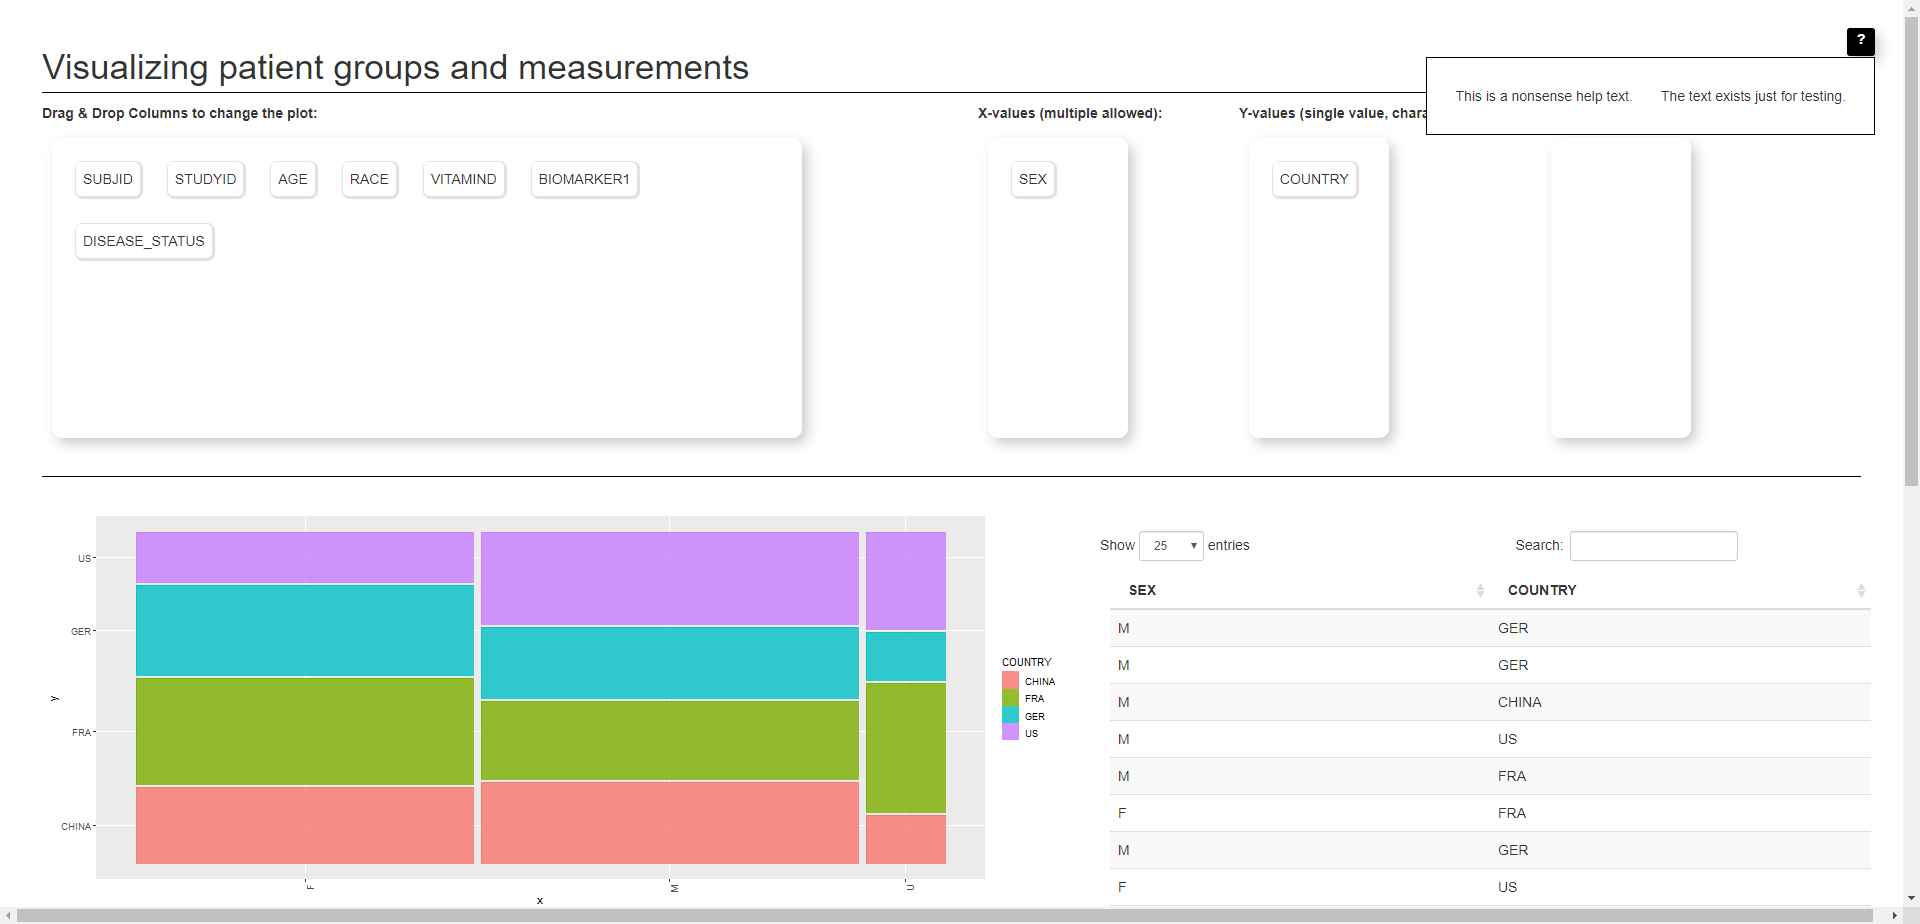 ?
Visualizing patient groups and measurements
This is a nonsense help text. The text exists just for testing.
Drag & Drop Columns to change the plot:
X-values (multiple allowed):
Y-values (single value, chara
SUBJID STUDYID AGE RACE VITAMIND BIOMARKER1
DISEASE_STATUS
SEX
COUNTRY
US
GER
FRA
CHINA
y
F M U
x
COUNTRY
CHINA
FRA
GER
US
Show 25 entries
Search:
SEX COUNTRY
M GER
M GER
M CHINA
M US
M FRA
F FRA
M GER
F US